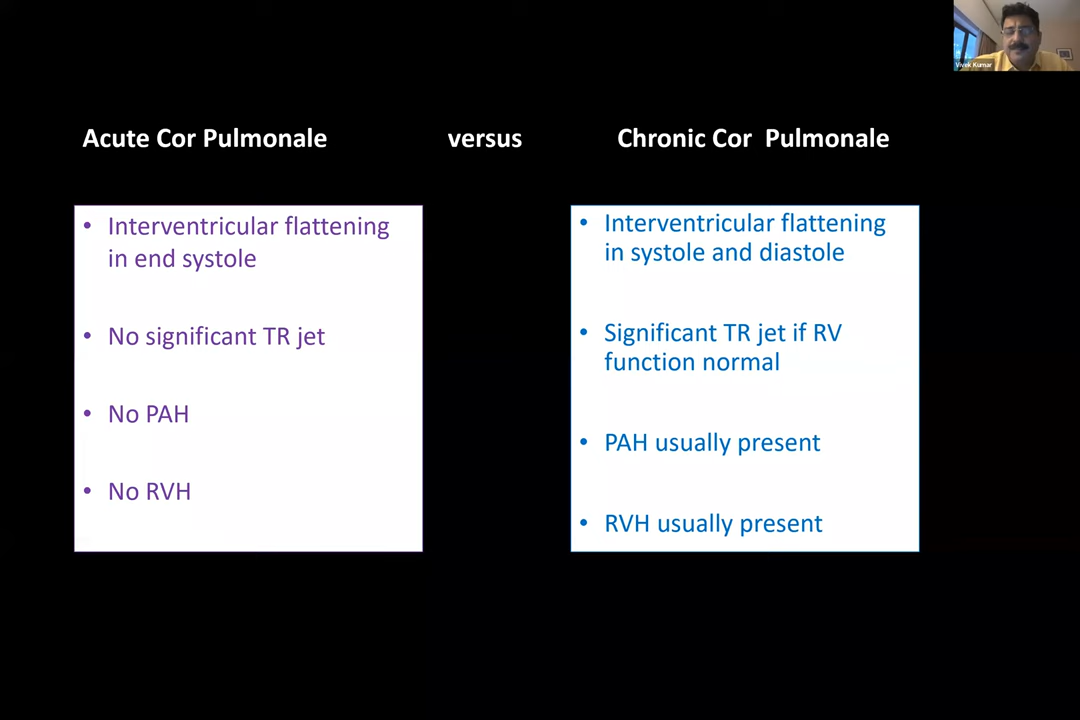 Vivek Kumar
Acute Cor Pulmonale versus Chronic Cor Pulmonale
• Interventricular flattening
in end systole
• No significant TR jet
• No PAH
• No RVH
• Interventricular flattening
in systole and diastole
• Significant TR jet if RV
function normal
• PAH usually present
• RVH usually present